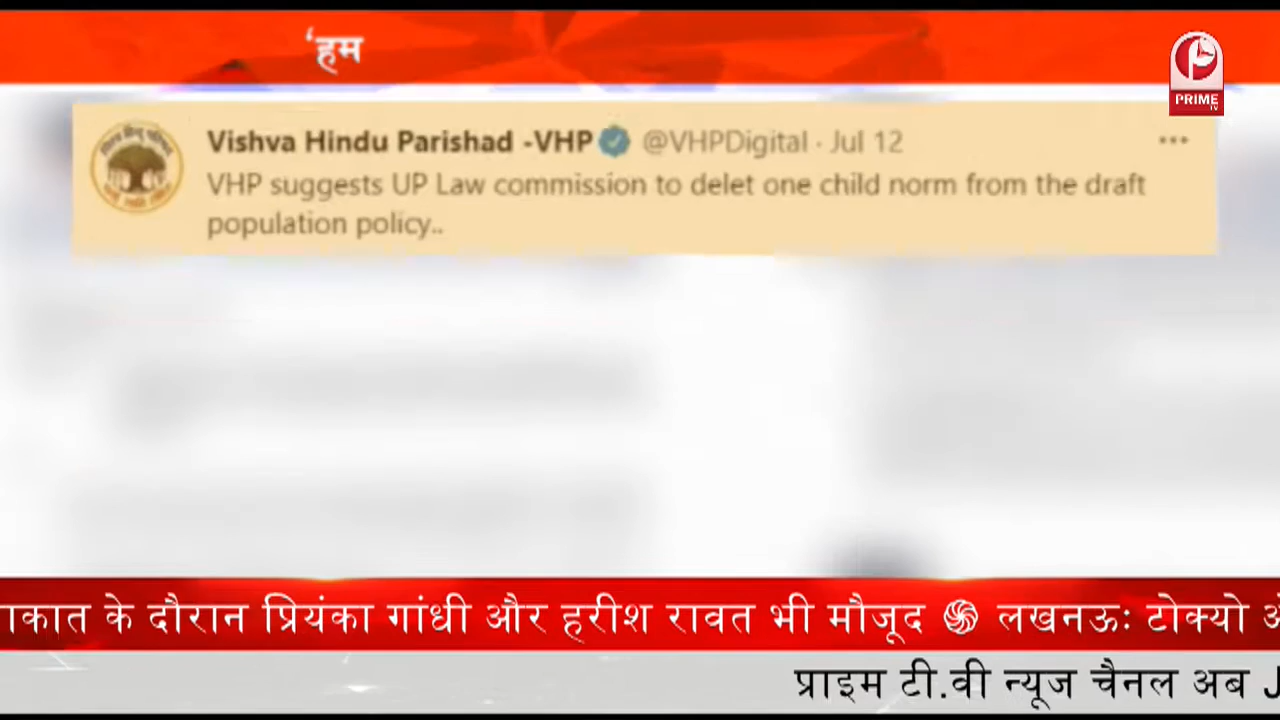 ‘हम
PRIME
TV
Vishva Hindu Parishad -VHP @VHPDigital · Jul 12
VHP suggests UP Law commission to delet one child norm from the draft
population policy..
ाकात के दौरान प्रियंका गांधी और हरीश रावत भी मौजूद लखनऊः टोक्यो
प्राइम टी.वी न्यूज चैनल अब J